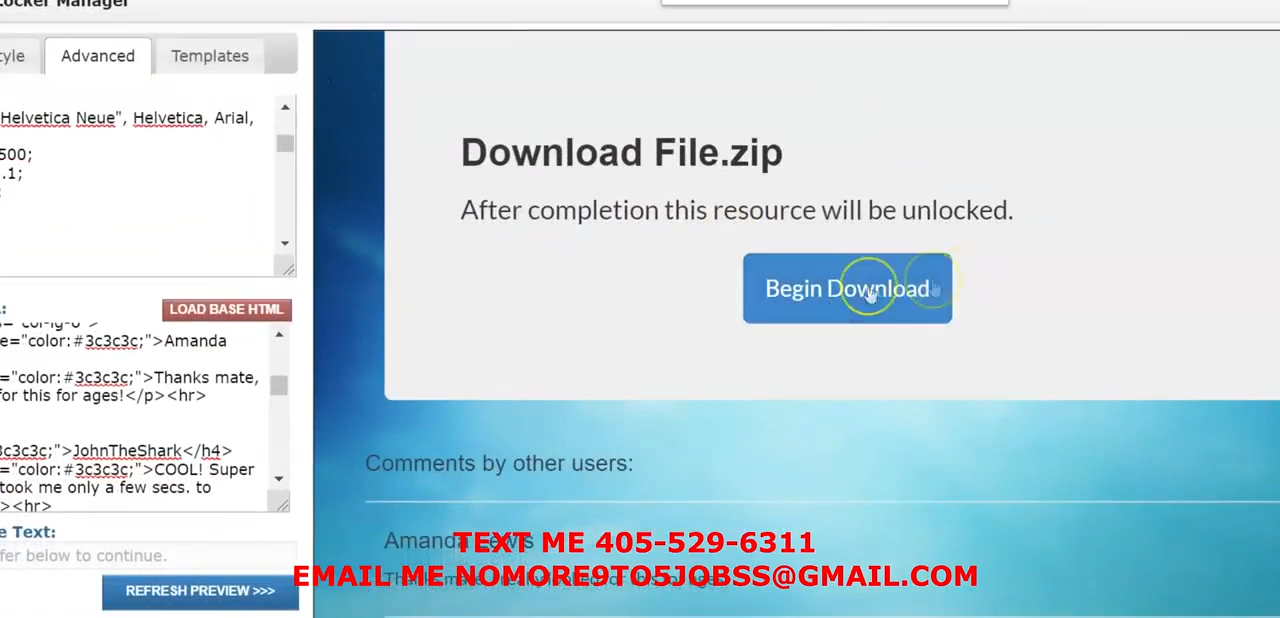 ocker Manager
yle
Advanced
Templates
Helvetica Neue", Helvetica, Arial,
500;
.1;
LOAD BASE HTML
e="color:#3c3c3c;">Amanda
="color:#3c3c3c;">Thanks mate,
for this for ages!</p><hr>
3c3c3c;">JohnTheShark</h4>
="color:#3c3c3c;">COOL! Super
took me only a few secs. to
><hr>
e Text:
fer below to continue.
REFRESH PREVIEW >>>
Download File.zip
After completion this resource will be unlocked.
Begin Download
Comments by other users:
Amanda
TEXT ME 405-529-6311
EMAIL ME NOMORE9TO5JOBSS@GMAIL.COM